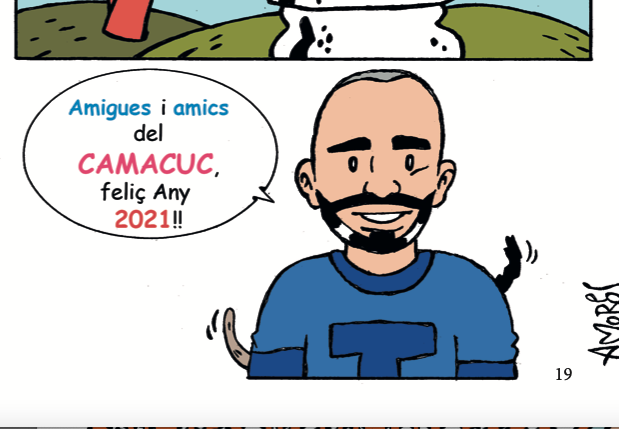 Amigues i amics
del
CAMACUC,
feliç Any
2021!!
T
AMORÓS
19